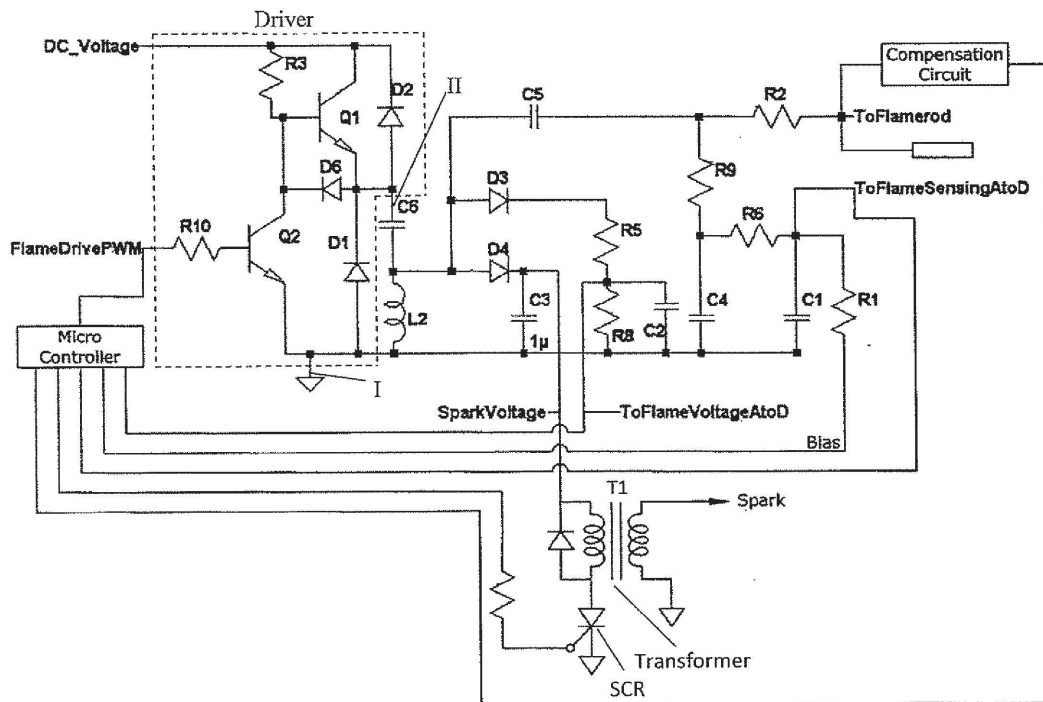 Driver
DC_Voltage
R3
Q1
D2
II
C5
R2
Compensation
Circuit
ToFlamerod
D6
C6
D3
R9
ToFlameSensingAtoD
FlameDrivePWM
R10
Q2
D1
D4
R5
R6
L2
C3
1µ
R8
C2
C4
C1
R1
Micro
Controller
I
SparkVoltage
ToFlameVoltageAtoD
Bias
T1
Spark
Transformer
SCR